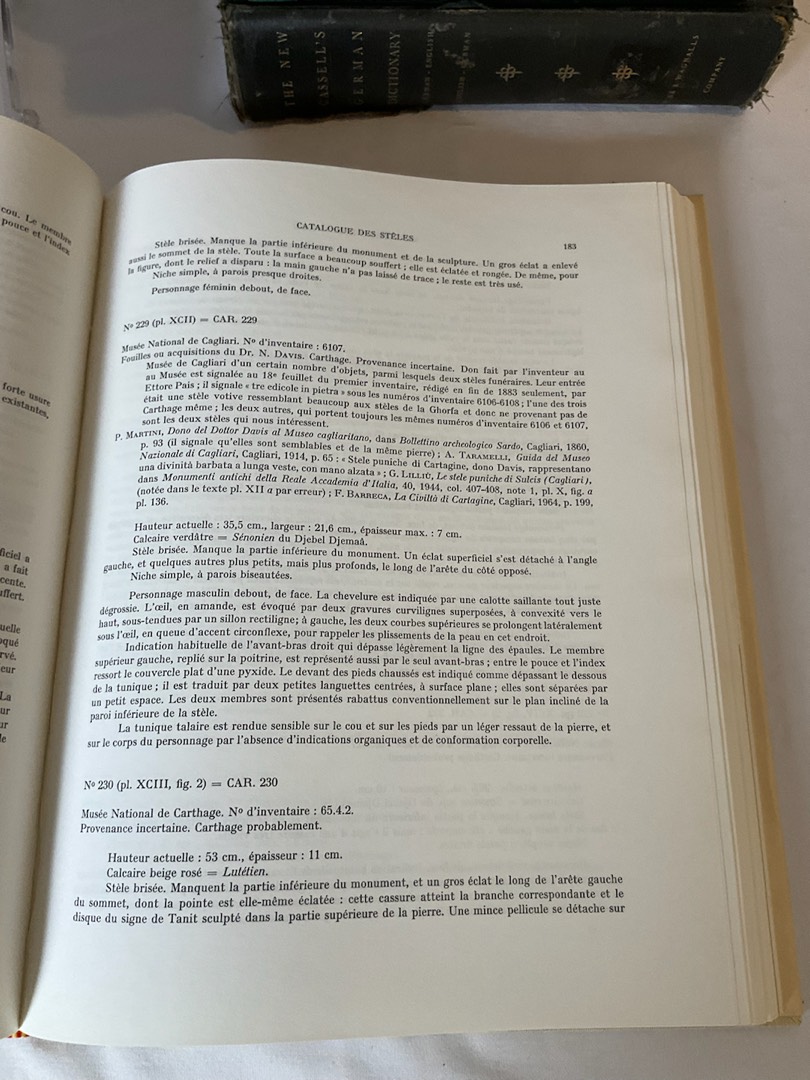 THE NEW
CASSELL'S
GERMAN
DICTIONARY
COMPANY
cou. Le membre
pouce et l'index
forte usure
existantes,
ficiel a
a fait
cente.
uffert.
uelle
oqué
rvé.
eur
La
ur
ur
le
CATALOGUE DES STÈLES
183
Stèle brisée. Manque la partie inférieure du monument et de la sculpture. Un gros éclat a enlevé
aussi le sommet de la stèle. Toute la surface a beaucoup souffert ; elle est éclatée et rongée. De même, pour
la figure, dont le relief a disparu : la main gauche n'a pas laissé de trace ; le reste est très usé.
Niche simple, à parois presque droites.
Personnage féminin debout, de face.
Nº 229 (pl. XCII) = CAR. 229
Musée National de Cagliari. Nº d'inventaire : 6107.
Fouilles ou acquisitions du Dr. N. DAVIS. Carthage. Provenance incertaine. Don fait par l'inventeur au
Musée de Cagliari d'un certain nombre d'objets, parmi lesquels deux stèles funéraires. Leur entrée
au Musée est signalée au 18e feuillet du premier inventaire, rédigé en fin de 1883 seulement, par
Ettore Pais ; il signale « tre edicole in pietra » sous les numéros d'inventaire 6106-6108 ; l'une des trois
était une stèle votive ressemblant beaucoup aux stèles de la Ghorfa et donc ne provenant pas de
Carthage même ; les deux autres, qui portent toujours les mêmes numéros d'inventaire 6106 et 6107,
sont les deux stèles qui nous intéressent.
P. MARTINI, Dono del Dottor Davis al Museo cagliaritano, dans Bollettino archeologico Sardo, Cagliari, 1860,
p. 93 (il signale qu'elles sont semblables et de la même pierre) ; A. TARAMELLI, Guida del Museo
Nazionale di Cagliari, Cagliari, 1914, p. 65 : « Stele puniche di Cartagine, dono Davis, rappresentano
una divinità barbata a lunga veste, con mano alzata » ; G. LILLIÙ, Le stele puniche di Sulcis (Cagliari),
dans Monumenti antichi della Reale Accademia d'Italia, 40, 1944, col. 407-408, note 1, pl. X, fig. a
(notée dans le texte pl. XII a par erreur) ; F. BARRECA, La Civiltà di Cartagine, Cagliari, 1964, p. 199,
pl. 136.
Hauteur actuelle : 35,5 cm., largeur : 21,6 cm., épaisseur max. : 7 cm.
Calcaire verdâtre = Sénonien du Djebel Djemaâ.
Stèle brisée. Manque la partie inférieure du monument. Un éclat superficiel s'est détaché à l'angle
gauche, et quelques autres plus petits, mais plus profonds, le long de l'arête du côté opposé.
Niche simple, à parois biseautées.
Personnage masculin debout, de face. La chevelure est indiquée par une calotte saillante tout juste
dégrossie. L'œil, en amande, est évoqué par deux gravures curvilignes superposées, à convexité vers le
haut, sous-tendues par un sillon rectiligne; à gauche, les deux courbes supérieures se prolongent latéralement
sous l'œil, en queue d'accent circonflexe, pour rappeler les plissements de la peau en cet endroit.
Indication habituelle de l'avant-bras droit qui dépasse légèrement la ligne des épaules. Le membre
supérieur gauche, replié sur la poitrine, est représenté aussi par le seul avant-bras ; entre le pouce et l'index
ressort le couvercle plat d'une pyxide. Le devant des pieds chaussés est indiqué comme dépassant le dessous
de la tunique ; il est traduit par deux petites languettes centrées, à surface plane ; elles sont séparées par
un petit espace. Les deux membres sont présentés rabattus conventionnellement sur le plan incliné de la
paroi inférieure de la stèle.
La tunique talaire est rendue sensible sur le cou et sur les pieds par un léger ressaut de la pierre, et
sur le corps du personnage par l'absence d'indications organiques et de conformation corporelle.
Nº 230 (pl. XCIII, fig. 2) = CAR. 230
Musée National de Carthage. Nº d'inventaire : 65.4.2.
Provenance incertaine. Carthage probablement.
Hauteur actuelle : 53 cm., épaisseur : 11 cm.
Calcaire beige rosé = Lutétien.
Stèle brisée. Manquent la partie inférieure du monument, et un gros éclat le long de l'arête gauche
du sommet, dont la pointe est elle-même éclatée : cette cassure atteint la branche correspondante et le
disque du signe de Tanit sculpté dans la partie supérieure de la pierre. Une mince pellicule se détache sur